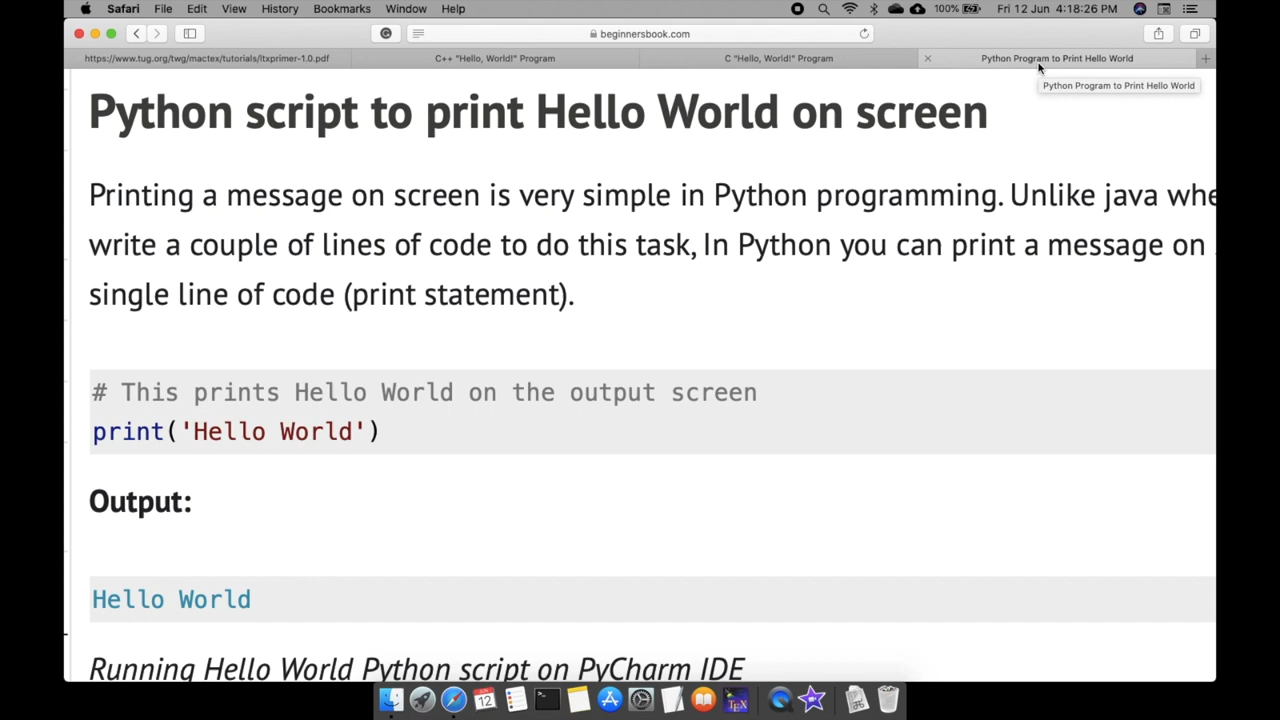 Safari File Edit View History Bookmarks Window Help 100% Fri 12 Jun 4:18:26 PM
beginnersbook.com
https://www.tug.org/twg/mactex/tutorials/ltxprimer-1.0.pdf C++ "Hello, World!" Program C "Hello, World!" Program Python Program to Print Hello World
Python Program to Print Hello World
Python script to print Hello World on screen
Printing a message on screen is very simple in Python programming. Unlike java whe
write a couple of lines of code to do this task, In Python you can print a message on
single line of code (print statement).
# This prints Hello World on the output screen
print('Hello World')
Output:
Hello World
Running Hello World Python script on PyCharm IDE
JUN
12
TEX